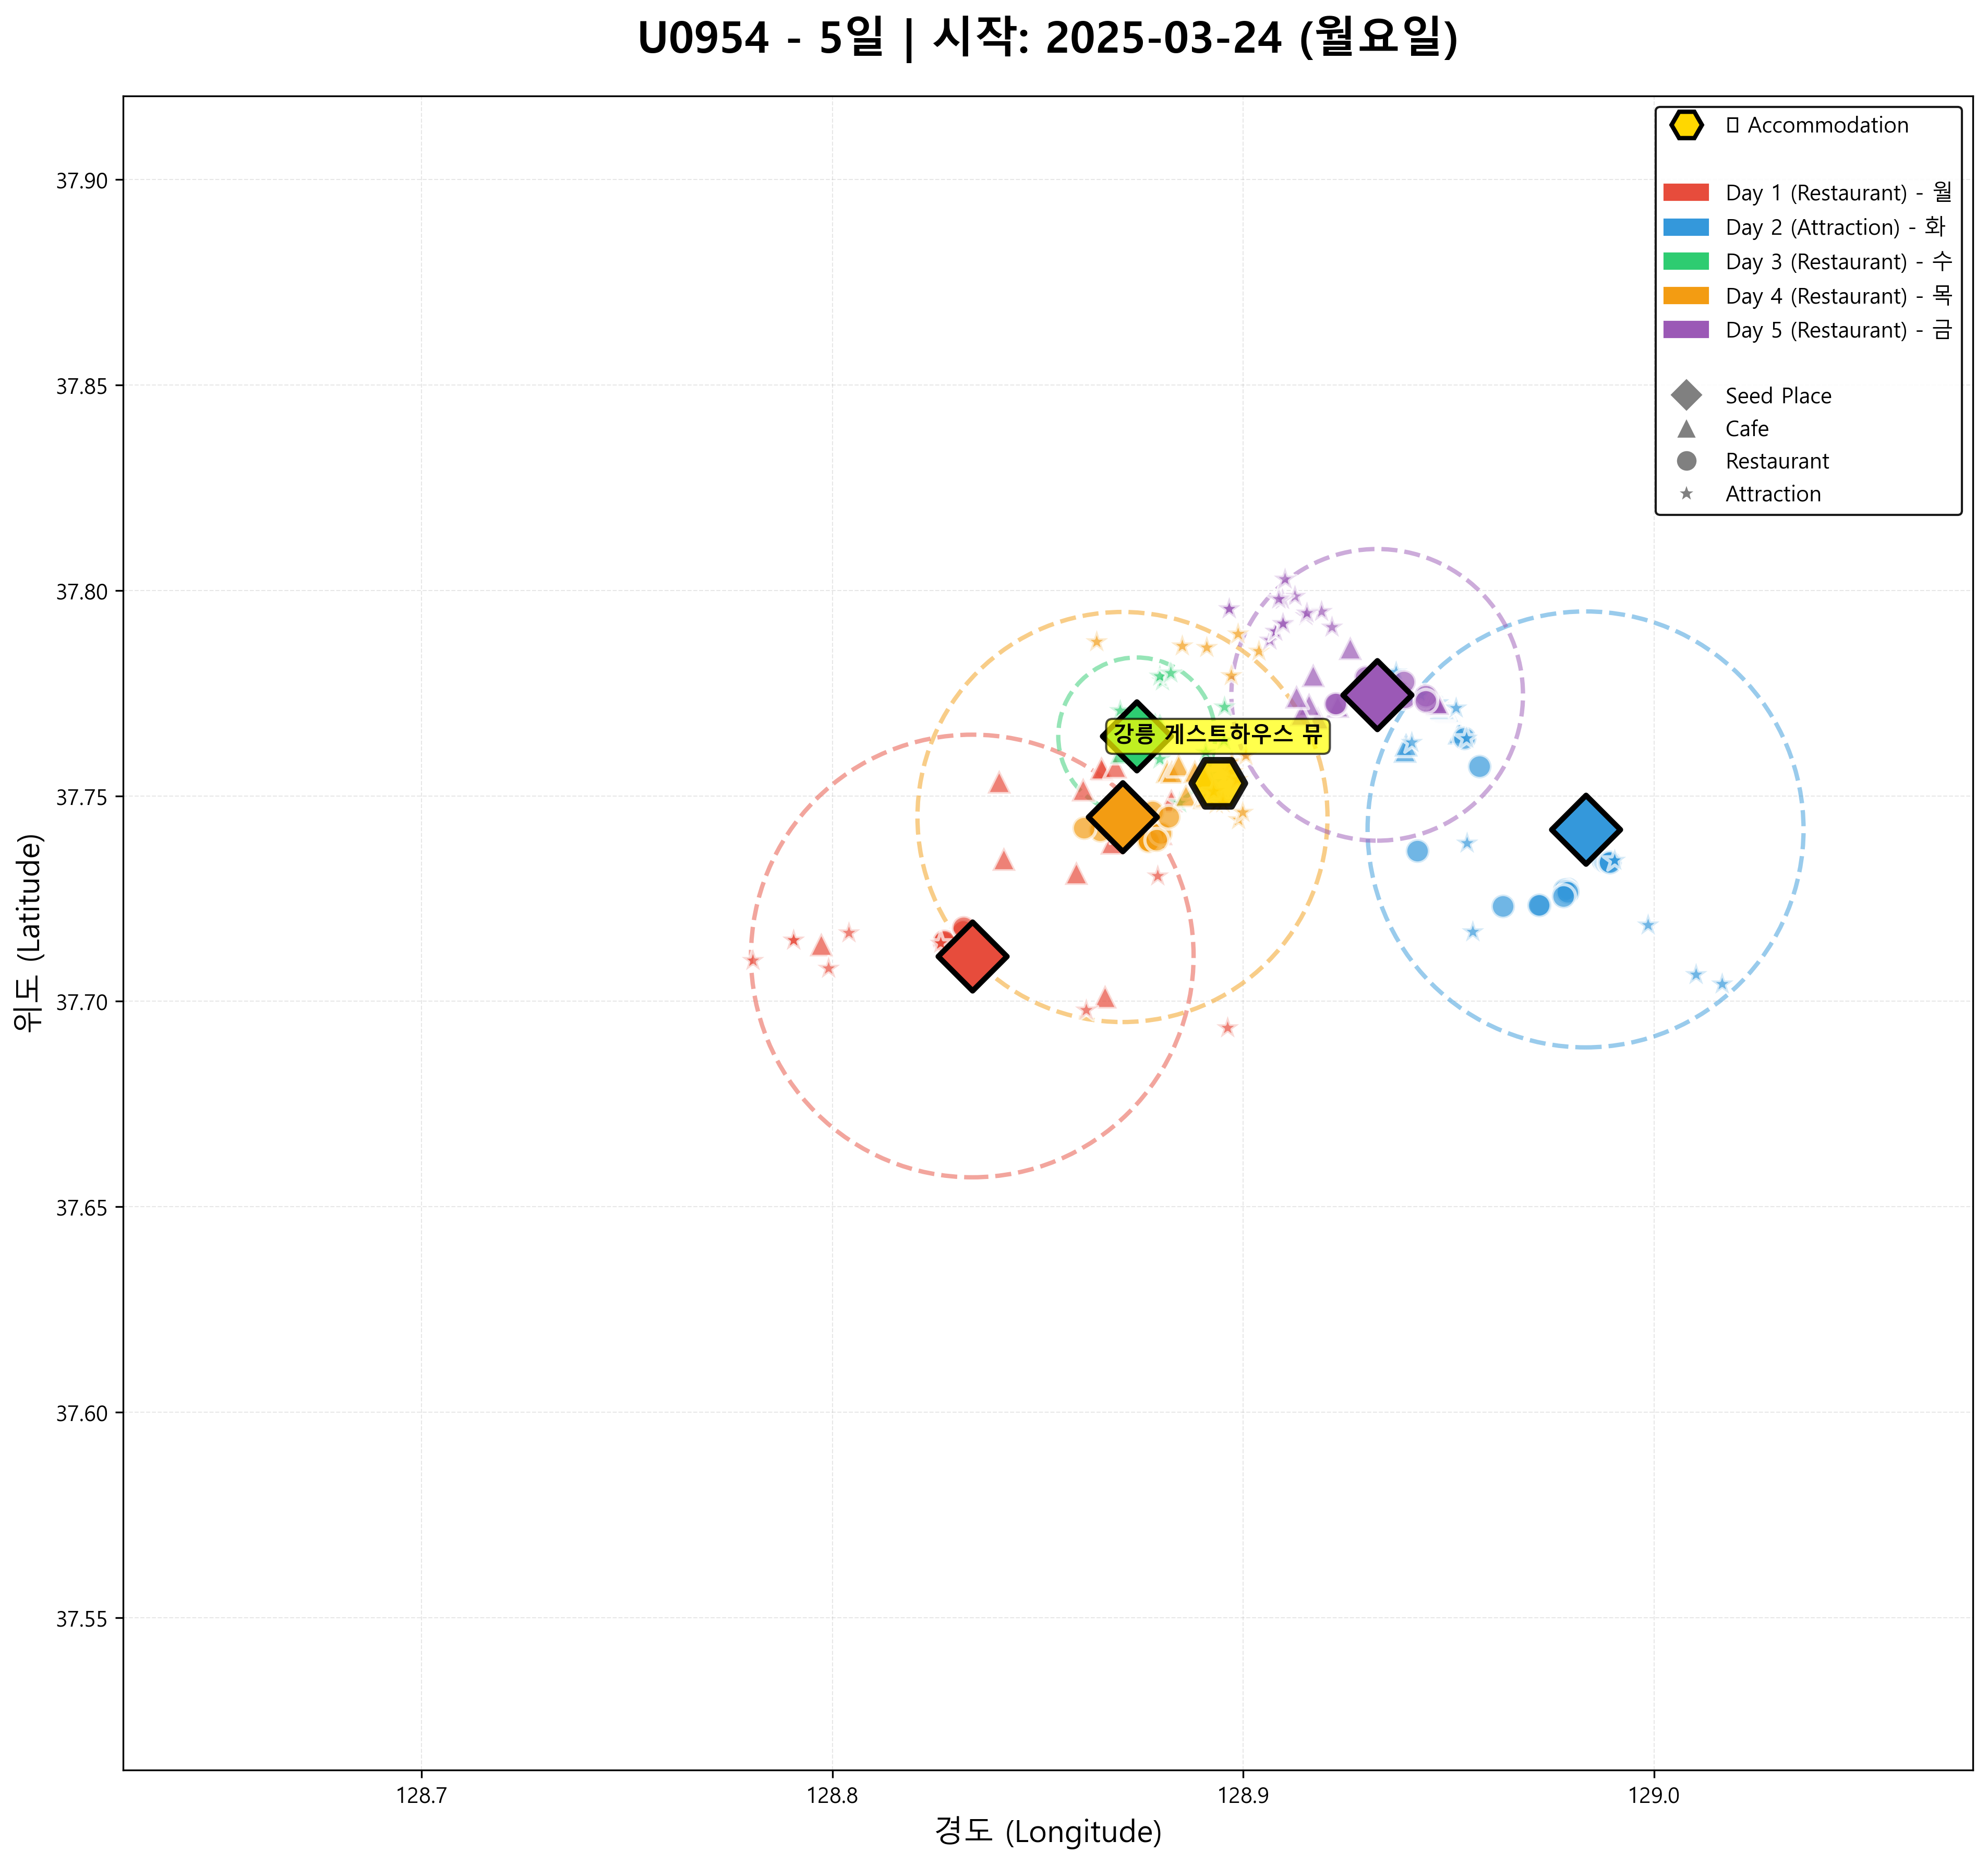 U0954 - 5일 | 시작: 2025-03-24 (월요일)
Accommodation
Day 1 (Restaurant) - 월
Day 2 (Attraction) - 화
Day 3 (Restaurant) - 수
Day 4 (Restaurant) - 목
Day 5 (Restaurant) - 금
Seed Place
Cafe
Restaurant
Attraction
37.90
37.85
37.80
37.75
37.70
37.65
37.60
37.55
위도 (Latitude)
강릉 게스트하우스 뮤
128.7
128.8
128.9
129.0
경도 (Longitude)